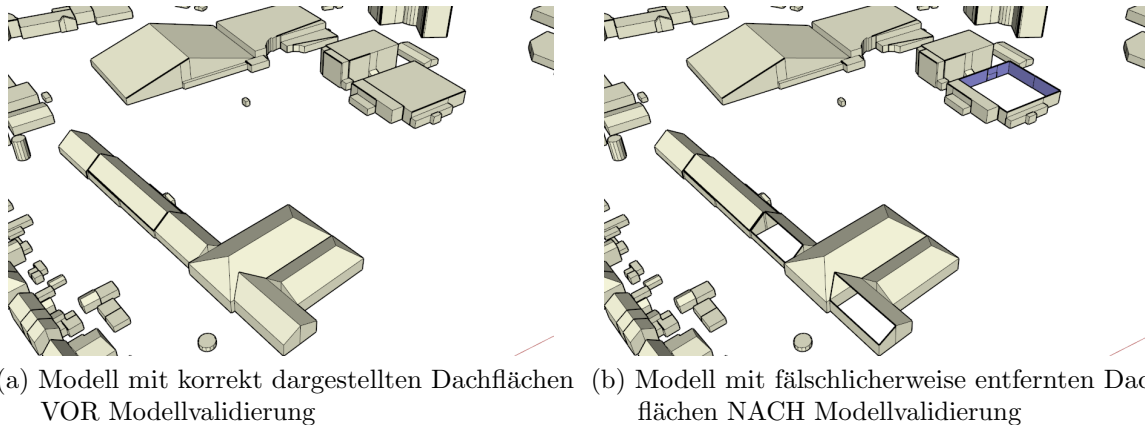 (a) Modell mit korrekt dargestellten Dachflächen
VOR Modellvalidierung
(b) Modell mit fälschlicherweise entfernten Dac
flächen NACH Modellvalidierung